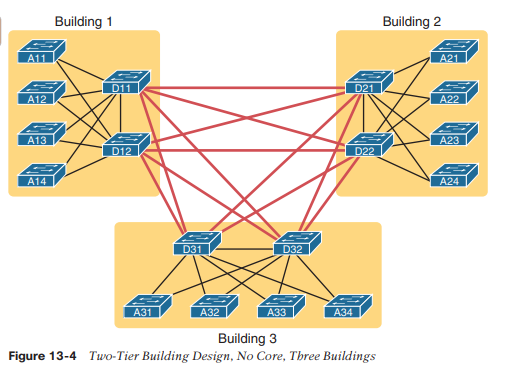 Building 1
Building 2
A11
A12
A13
A14
D11
D12
D21
D22
A21
A22
A23
A24
D31
D32
A31
A32
A33
A34
Building 3
Figure 13-4 Two-Tier Building Design, No Core, Three Buildings